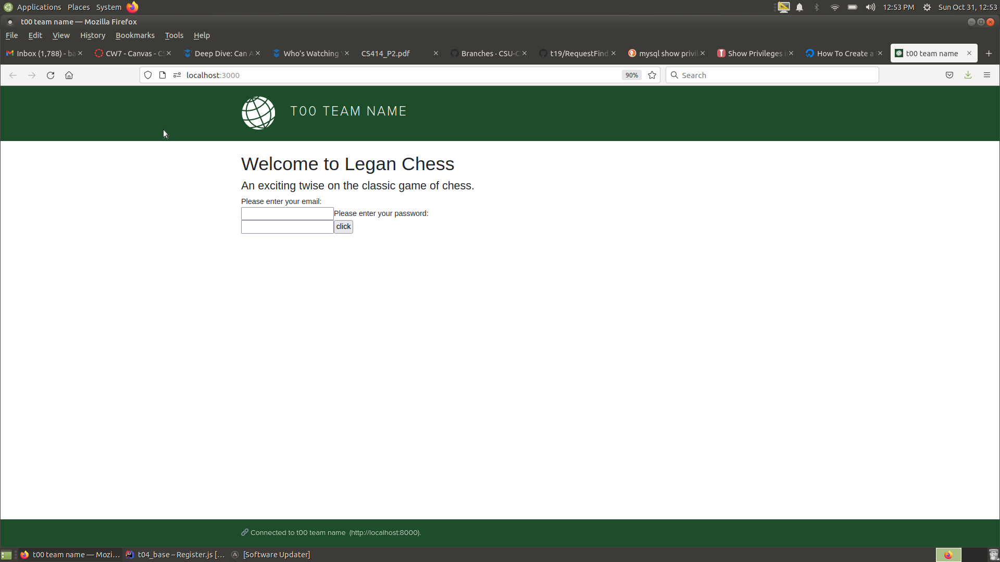 Applications Places System 12:53 PM Sun Oct 31, 12:53
t00 team name — Mozilla Firefox
File Edit View History Bookmarks Tools Help
Inbox (1,788) - ba CW7 - Canvas - CS Deep Dive: Can A Who's Watching Y CS414_P2.pdf Branches · CSU-C t19/RequestFind mysql show privil Show Privileges i How To Create a t00 team name
localhost:3000 90% Search
T00 TEAM NAME
Welcome to Legan Chess
An exciting twise on the classic game of chess.
Please enter your email:
Please enter your password:
click
Connected to t00 team name (http://localhost:8000).
t00 team name — Mozi... t04_base – Register.js [... [Software Updater]